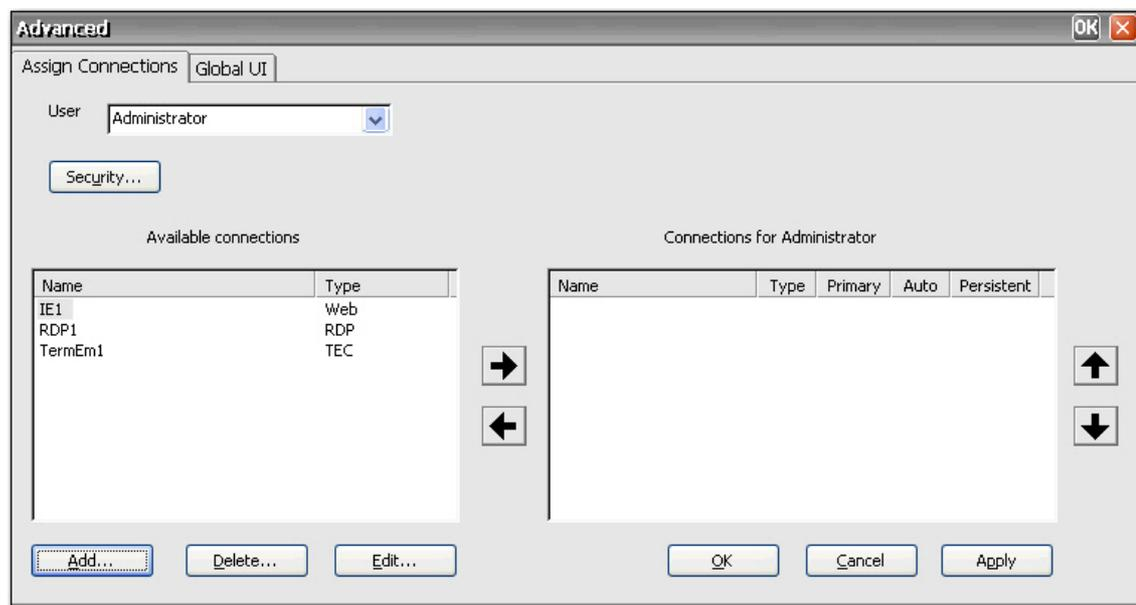 Advanced OK
Assign Connections Global UI
User Administrator
Security...
Available connections Connections for Administrator
Name Type Name Type Primary Auto Persistent
IE1 Web
RDP1 RDP
TermEm1 TEC
Add... Delete... Edit... OK Cancel Apply